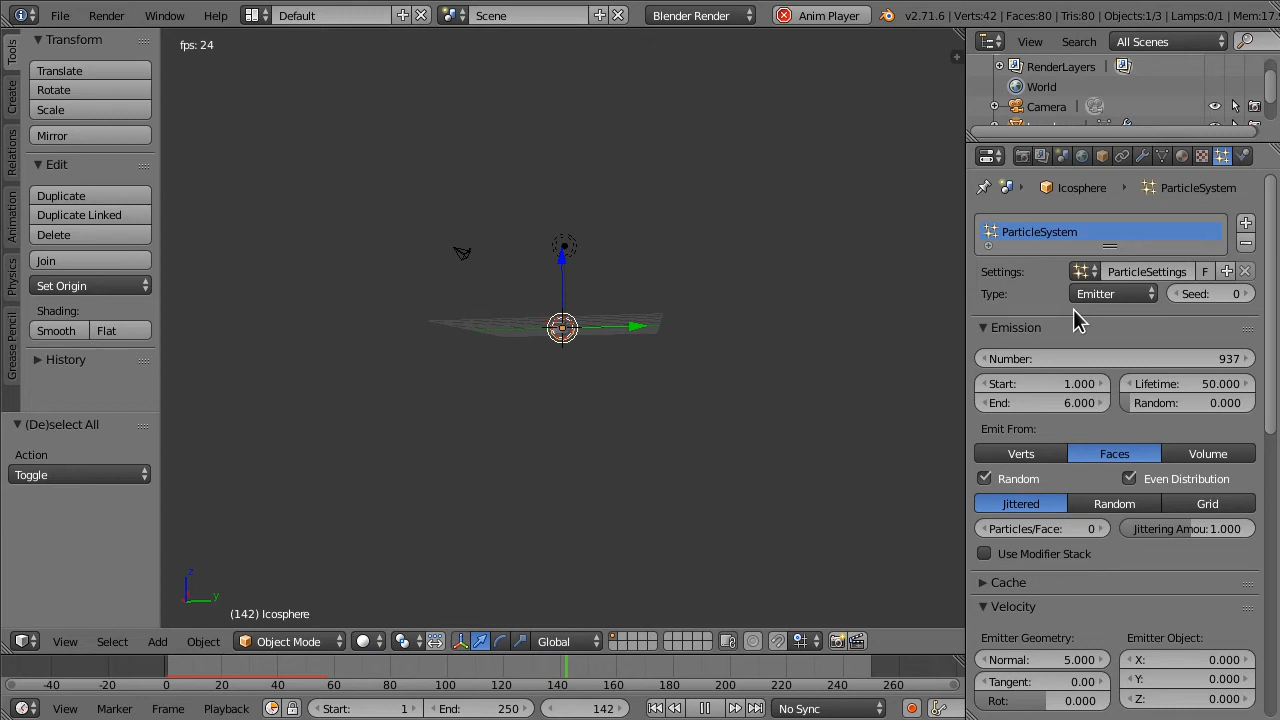 File Render Window Help Default Scene Blender Render Anim Player v2.71.6 | Verts:42 | Faces:80 | Tris:80 | Objects:1/3 | Lamps:0/1 | Mem:17.
fps: 24
Tools
Create
Relations
Animation
Physics
Grease Pencil
Transform
Translate
Rotate
Scale
Mirror
Edit
Duplicate
Duplicate Linked
Delete
Join
Set Origin
Shading:
Smooth Flat
History
(De)select All
Action
Toggle
z
y
(142) Icosphere
View Select Add Object Object Mode Global
-40 -20 0 20 40 60 80 100 120 140 160 180 200 220 240 260
View Marker Frame Playback Start: 1 End: 250 142 No Sync
View Search All Scenes
RenderLayers |
World
Camera |
Icosphere ParticleSystem
ParticleSystem
Settings: ParticleSettings F
Type: Emitter Seed: 0
Emission
Number: 937
Start: 1.000 Lifetime: 50.000
End: 6.000 Random: 0.000
Emit From:
Verts Faces Volume
Random Even Distribution
Jittered Random Grid
Particles/Face: 0 Jittering Amou: 1.000
Use Modifier Stack
Cache
Velocity
Emitter Geometry: Emitter Object:
Normal: 5.000 X: 0.000
Tangent: 0.00 Y: 0.000
Rot: 0.000 Z: 0.000